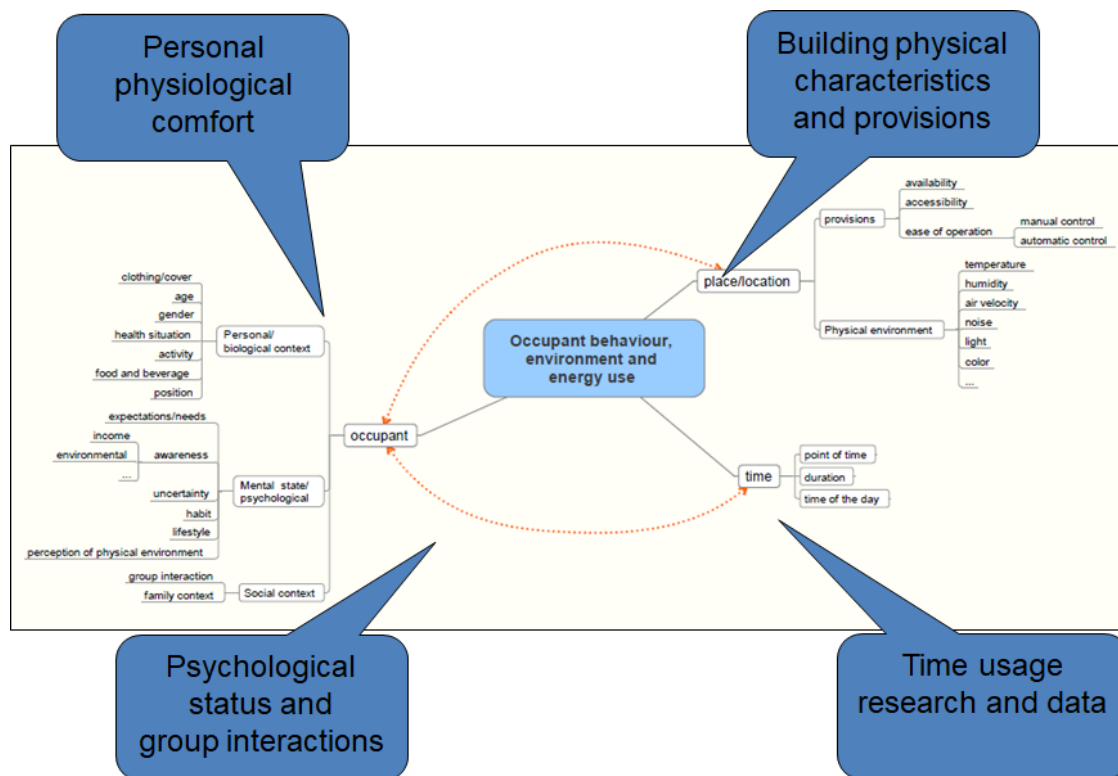 Personal
physiological
comfort
Building physical
characteristics
and provisions
availability
accessibility
provisions
ease of operation
manual control
automatic control
place/location
temperature
humidity
air velocity
Physical environment
noise
light
color
...
Occupant behaviour,
environment and
energy use
clothing/cover
age
gender
health situation
Personal/
biological context
activity
food and beverage
position
occupant
expectations/needs
income
environmental
...
awareness
Mental state/
psychological
uncertainty
habit
lifestyle
perception of physical environment
group interaction
family context
Social context
time
point of time
duration
time of the day
Psychological
status and
group interactions
Time usage
research and data